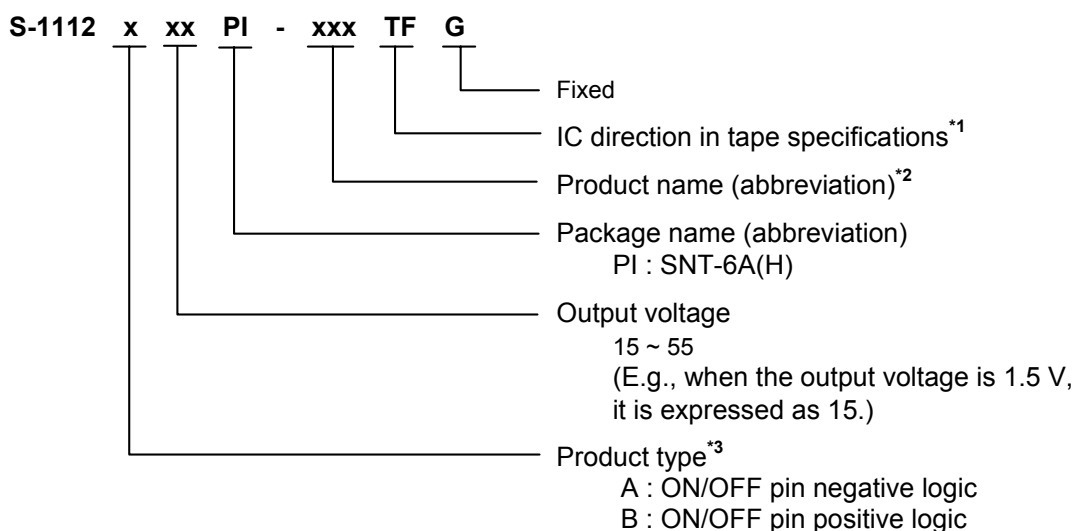 S-1112 x xx PI - xxx TF G
Fixed
IC direction in tape specifications*1
Product name (abbreviation)*2
Package name (abbreviation)
PI : SNT-6A(H)
Output voltage
15 ~ 55
(E.g., when the output voltage is 1.5 V,
it is expressed as 15.)
Product type*3
A : ON/OFF pin negative logic
B : ON/OFF pin positive logic